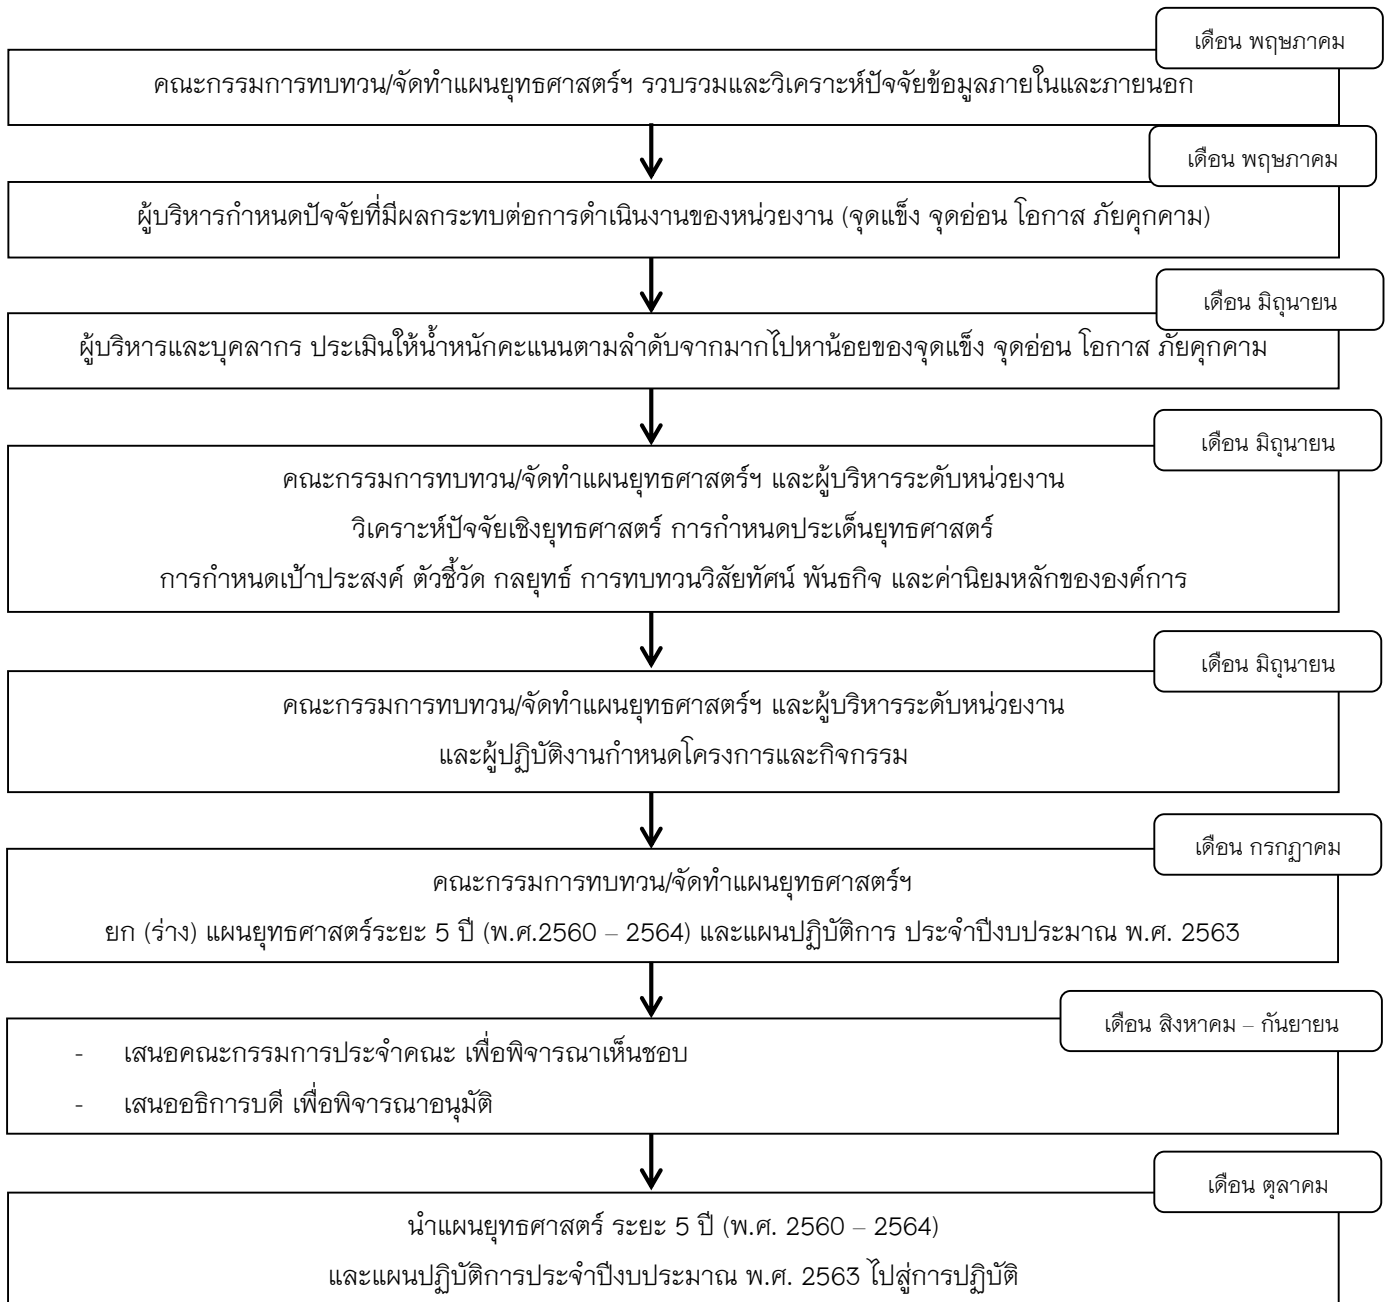 เดือน พฤษภาคม
คณะกรรมการทบทวน/จัดทำแผนยุทธศาสตร์ฯ รวบรวมและวิเคราะห์ปัจจัยข้อมูลภายในและภายนอก
เดือน พฤษภาคม
ผู้บริหารกำหนดปัจจัยที่มีผลกระทบต่อการดำเนินงานของหน่วยงาน (จุดแข็ง จุดอ่อน โอกาส ภัยคุกคาม)
เดือน มิถุนายน
ผู้บริหารและบุคลากร ประเมินให้น้ำหนักคะแนนตามลำดับจากมากไปหาน้อยของจุดแข็ง จุดอ่อน โอกาส ภัยคุกคาม
เดือน มิถุนายน
คณะกรรมการทบทวน/จัดทำแผนยุทธศาสตร์ฯ และผู้บริหารระดับหน่วยงาน
วิเคราะห์ปัจจัยเชิงยุทธศาสตร์ การกำหนดประเด็นยุทธศาสตร์
การกำหนดเป้าประสงค์ ตัวชี้วัด กลยุทธ์ การทบทวนวิสัยทัศน์ พันธกิจ และค่านิยมหลักขององค์การ
เดือน มิถุนายน
คณะกรรมการทบทวน/จัดทำแผนยุทธศาสตร์ฯ และผู้บริหารระดับหน่วยงาน
และผู้ปฏิบัติงานกำหนดโครงการและกิจกรรม
เดือน กรกฎาคม
คณะกรรมการทบทวน/จัดทำแผนยุทธศาสตร์ฯ
ยก (ร่าง) แผนยุทธศาสตร์ระยะ 5 ปี (พ.ศ.2560 – 2564) และแผนปฏิบัติการ ประจำปีงบประมาณ พ.ศ. 2563
เดือน สิงหาคม – กันยายน
- เสนอคณะกรรมการประจำคณะ เพื่อพิจารณาเห็นชอบ
- เสนออธิการบดี เพื่อพิจารณาอนุมัติ
เดือน ตุลาคม
นำแผนยุทธศาสตร์ ระยะ 5 ปี (พ.ศ. 2560 – 2564)
และแผนปฏิบัติการประจำปีงบประมาณ พ.ศ. 2563 ไปสู่การปฏิบัติ